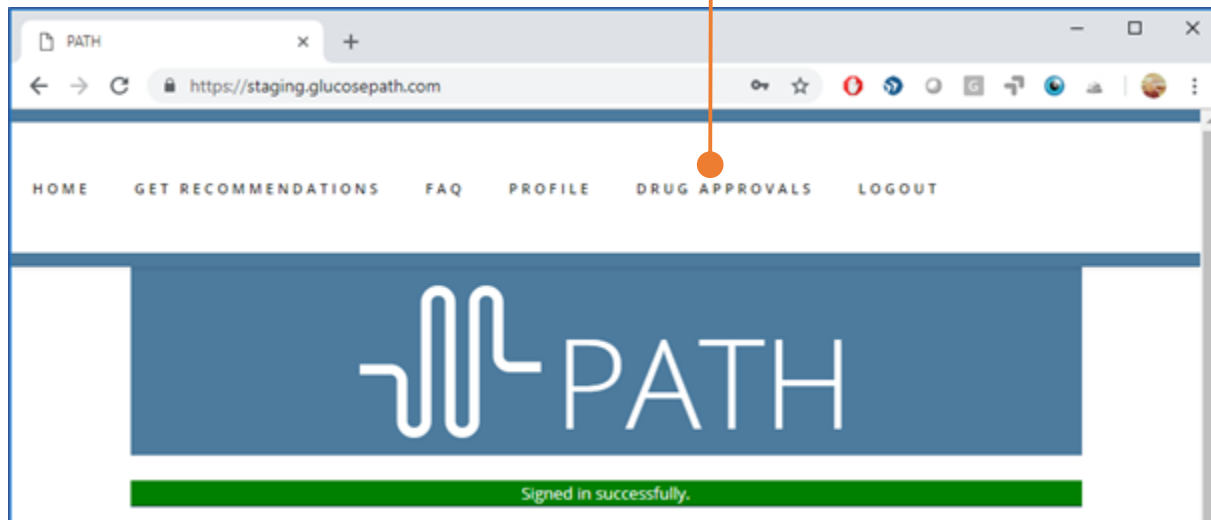 PATH
https://staging.glucosepath.com
HOME GET RECOMMENDATIONS FAQ PROFILE DRUG APPROVALS LOGOUT
PATH
Signed in successfully.